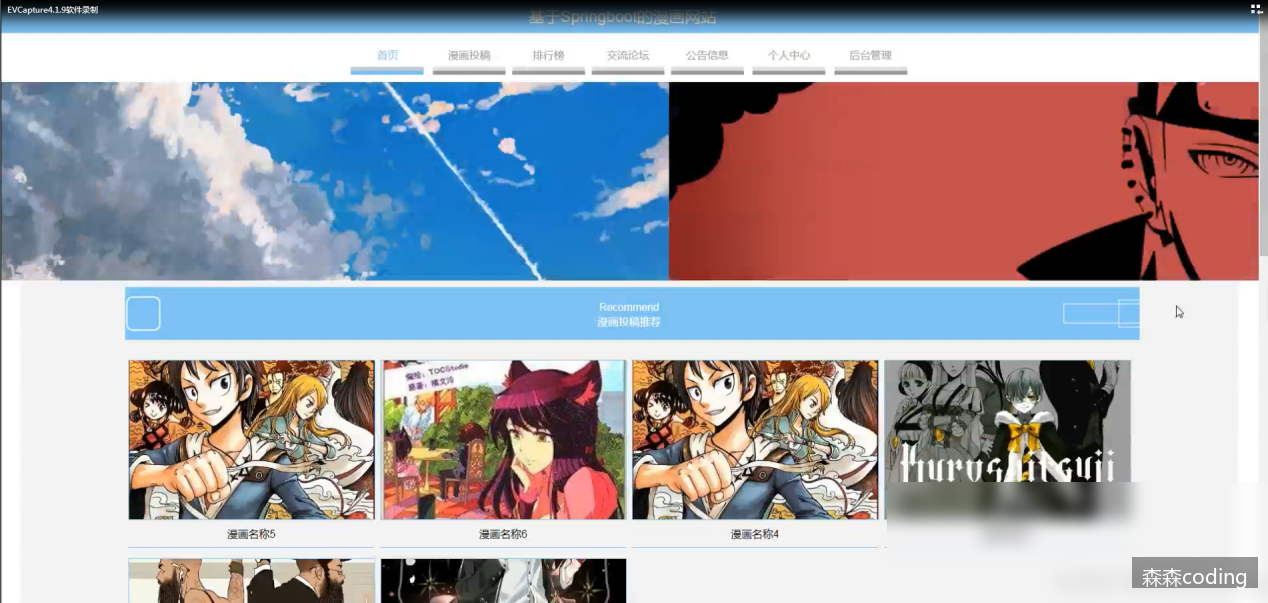 EVCapture4.1.9软件录制
基于Springboot的漫画网站
首页 漫画投稿 排行榜 交流论坛 公告信息 个人中心 后台管理
Recommend
漫画投稿推荐
编绘：TOCStudio
Kuroshitsuji
漫画名称5 漫画名称6 漫画名称4
森森coding